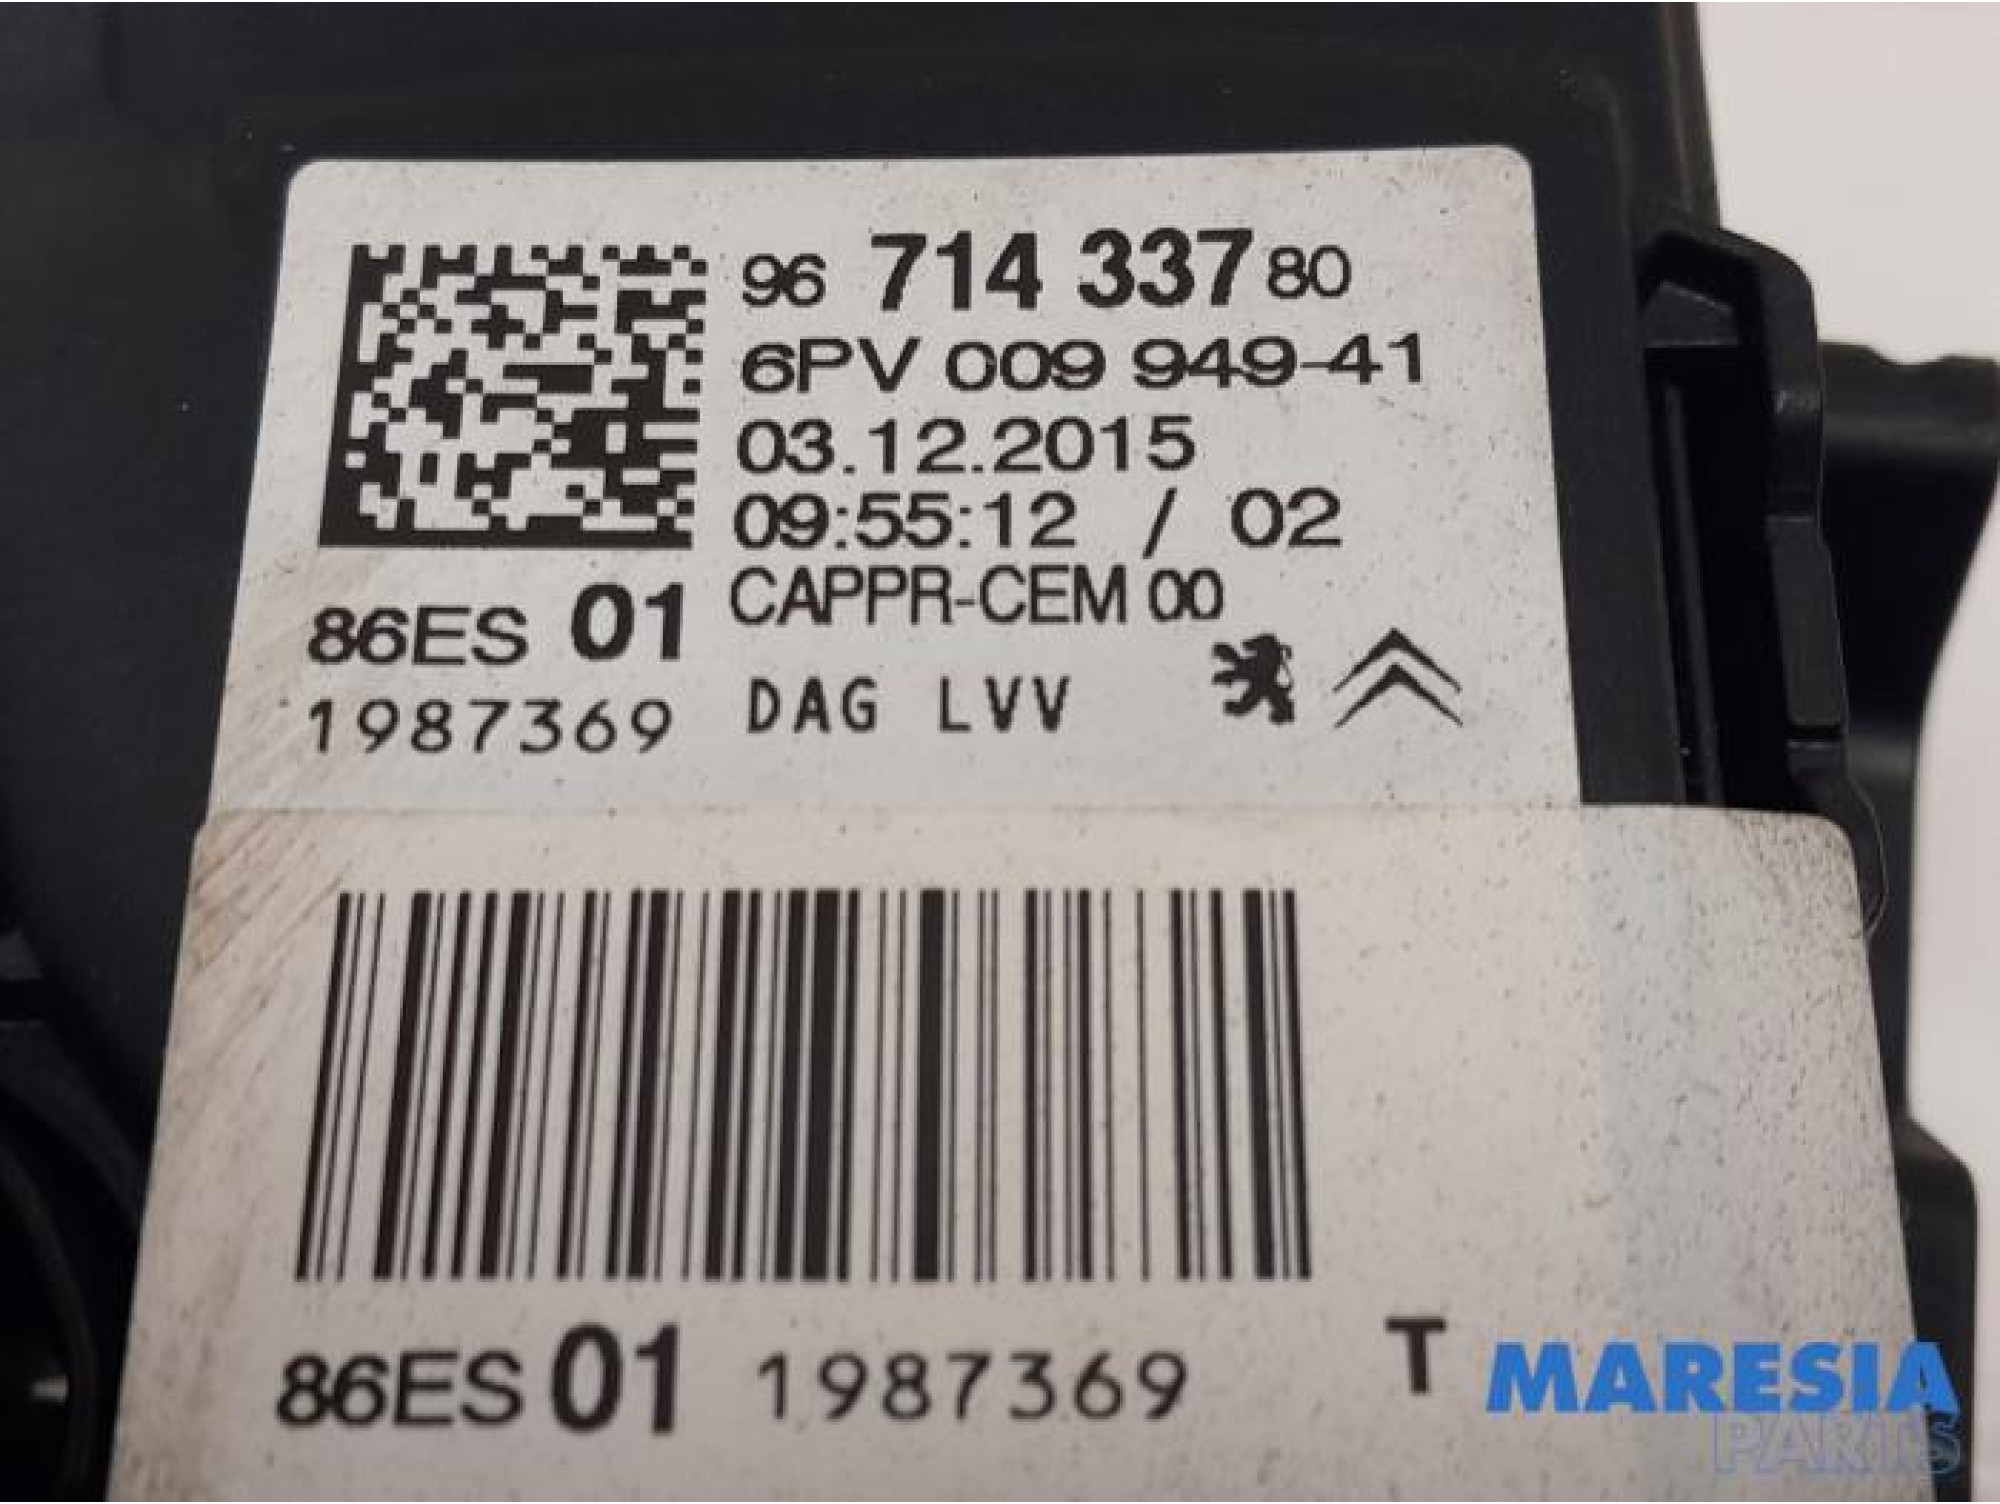 96 714 337 80
6PV 009 949-41
03.12.2015
09:55:12 / 02
CAPPR-CEM 00
86ES 01
1987369 DAG LVV
86ES 01 1987369 T
MARESIA
PARTS